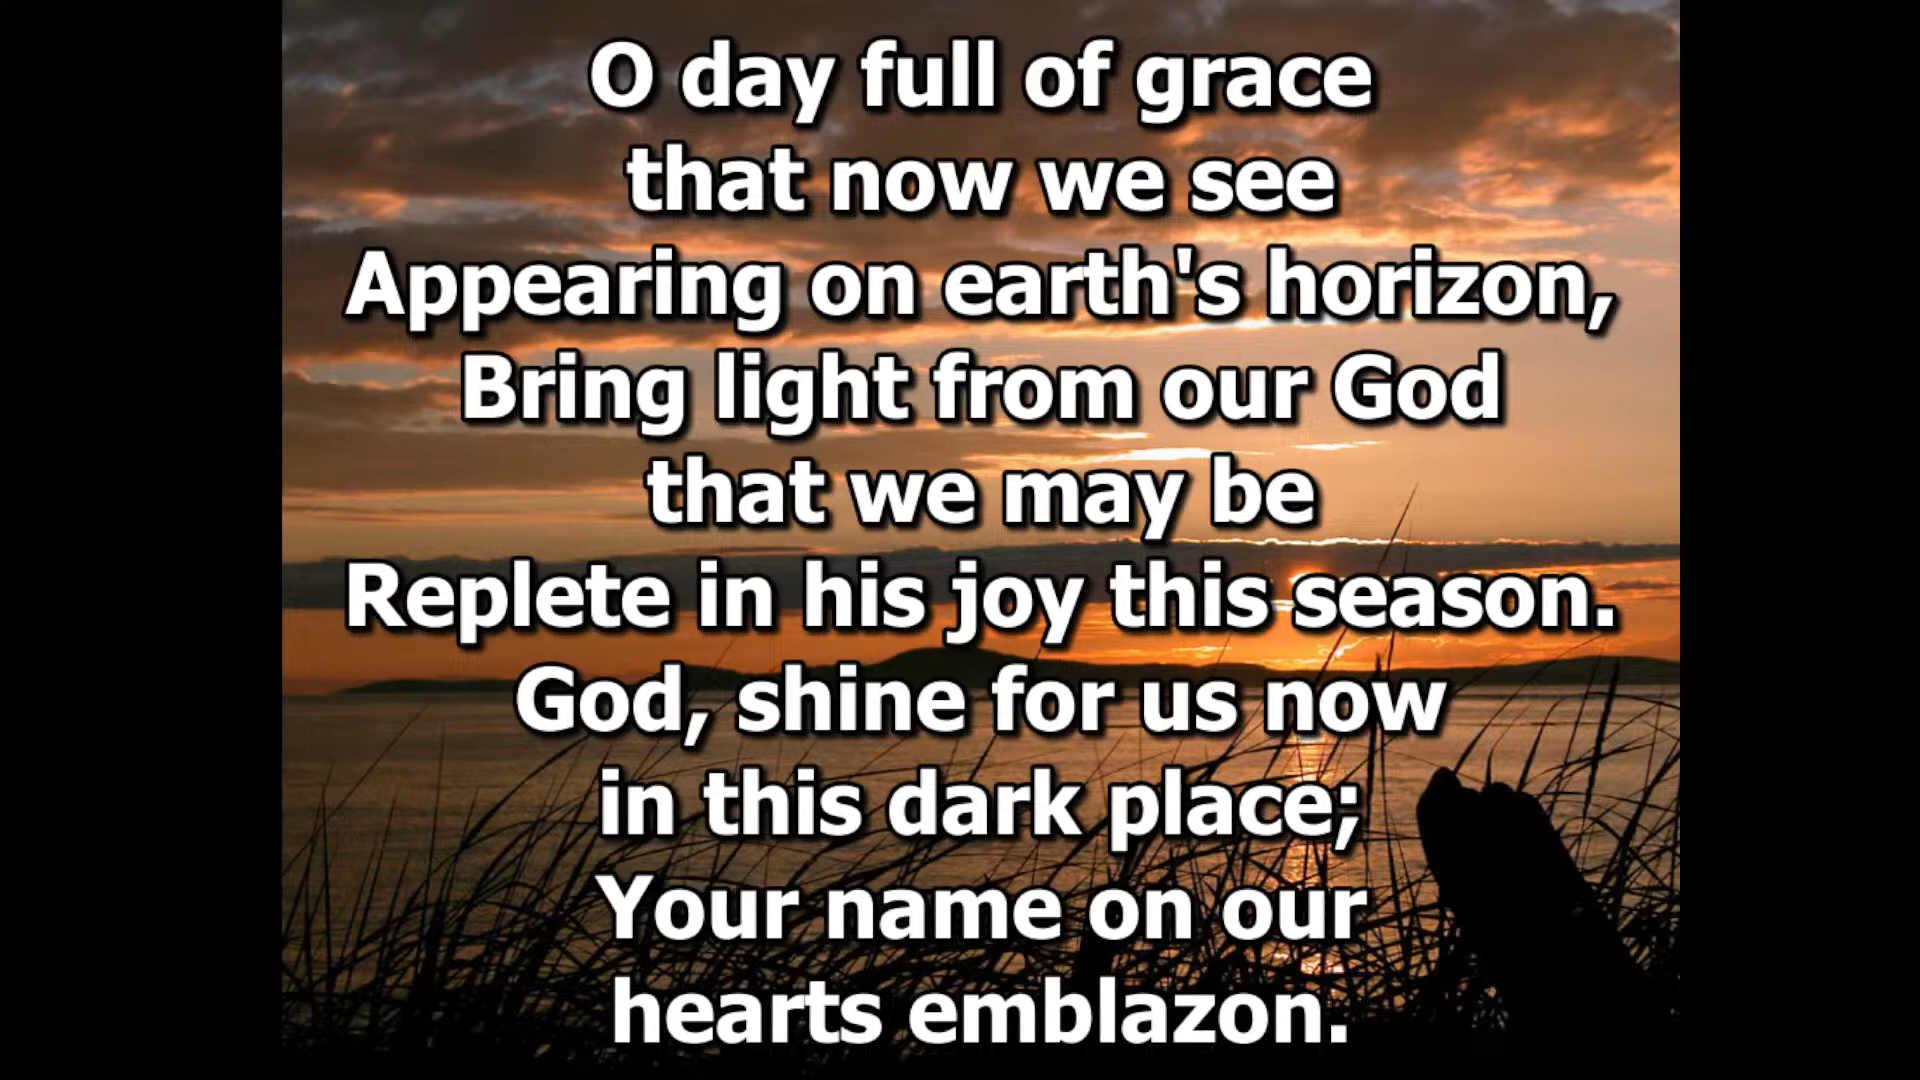 O day full of grace
that now we see
Appearing on earth's horizon,
Bring light from our God
that we may be
Replete in his joy this season.
God, shine for us now
in this dark place;
Your name on our
hearts emblazon.